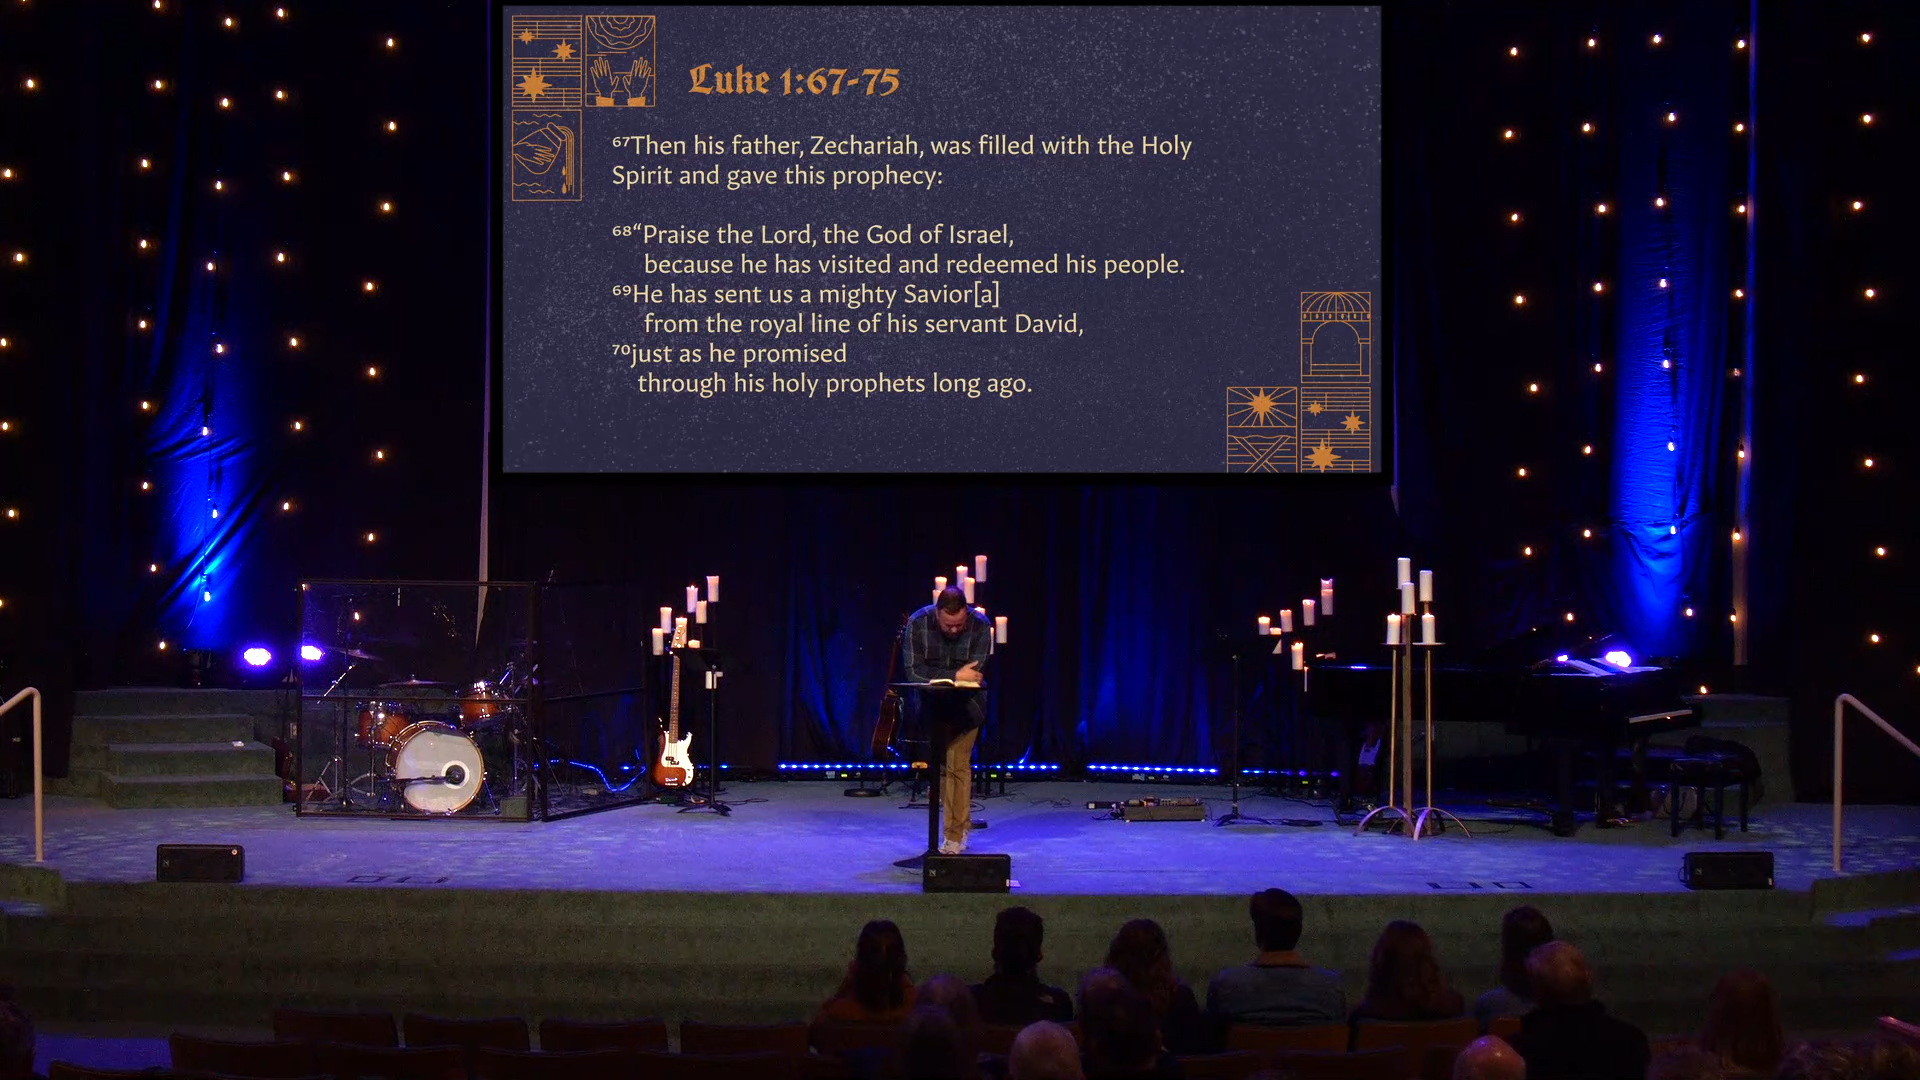 Luke 1:67-75
⁶⁷Then his father, Zechariah, was filled with the Holy
Spirit and gave this prophecy:
⁶⁸“Praise the Lord, the God of Israel,
because he has visited and redeemed his people.
⁶⁹He has sent us a mighty Savior[a]
from the royal line of his servant David,
⁷⁰just as he promised
through his holy prophets long ago.